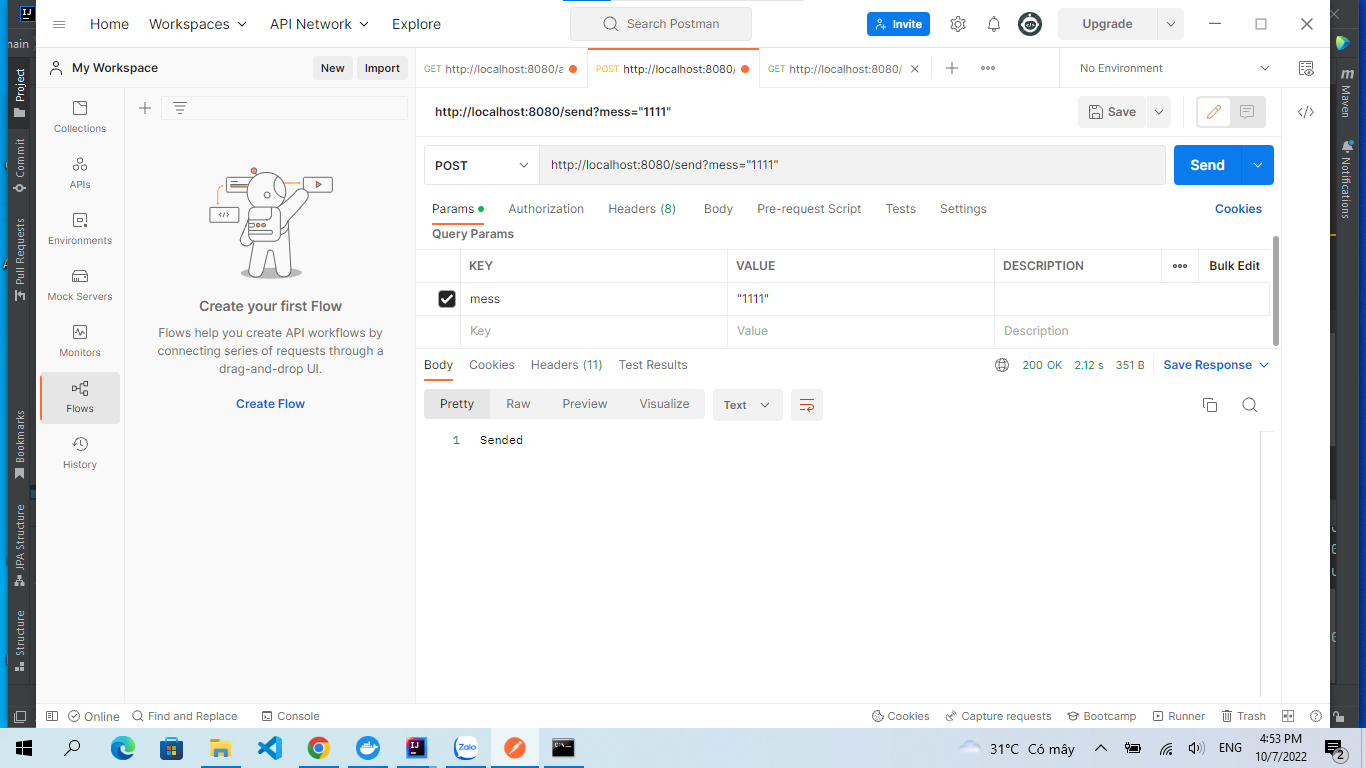 Home Workspaces API Network Explore Search Postman Invite Upgrade
My Workspace New Import GET http://localhost:8080/a POST http://localhost:8080/ GET http://localhost:8080/ No Environment
Collections
APIs
Environments
Mock Servers
Monitors
Flows
History
Create your first Flow
Flows help you create API workflows by
connecting series of requests through a
drag-and-drop UI.
Create Flow
http://localhost:8080/send?mess="1111" Save
POST http://localhost:8080/send?mess="1111" Send
Params Authorization Headers (8) Body Pre-request Script Tests Settings Cookies
Query Params
KEY VALUE DESCRIPTION Bulk Edit
mess "1111"
Key Value Description
Body Cookies Headers (11) Test Results 200 OK 2.12 s 351 B Save Response
Pretty Raw Preview Visualize Text
1 Sended
Online Find and Replace Console Cookies Capture requests Bootcamp Runner Trash
Project
Commit
Pull Request
Bookmarks
JPA Structure
Structure
Maven
Notifications
Zalo
31°C Có mây ENG 4:53 PM
10/7/2022 2